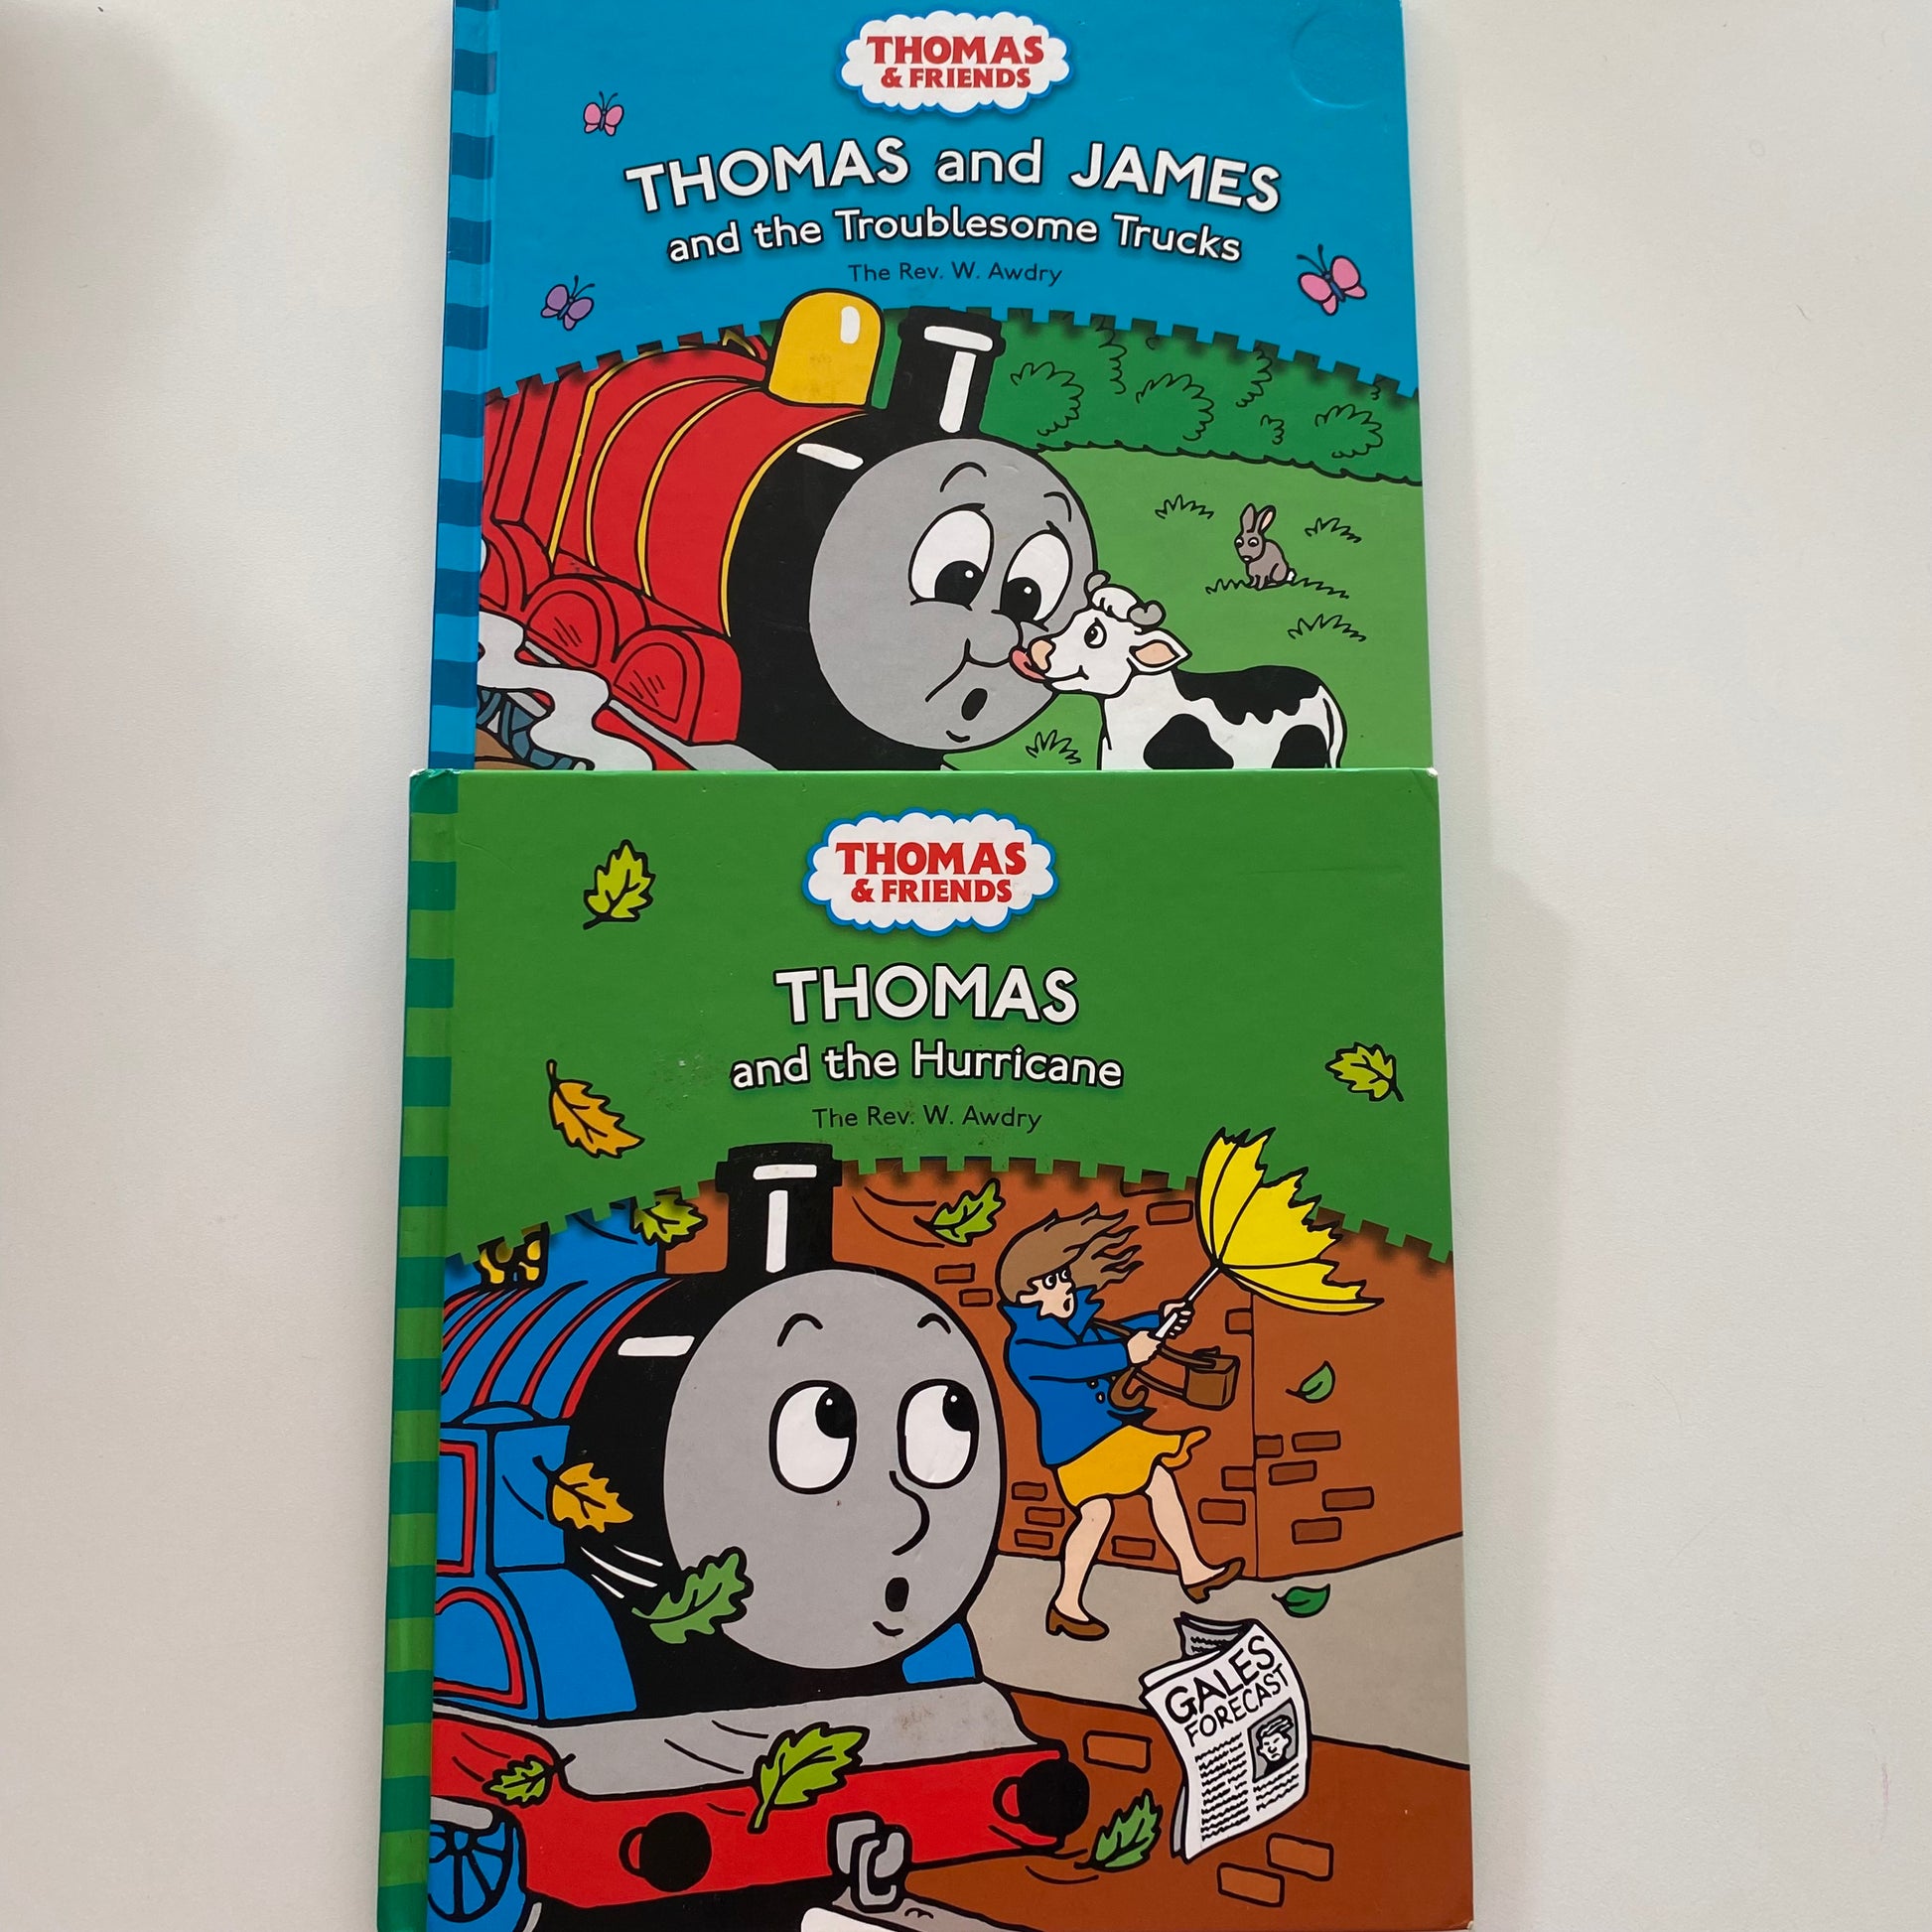 THOMAS
& FRIENDS
THOMAS and JAMES
and the Troublesome Trucks
The Rev. W. Awdry
THOMAS
& FRIENDS
THOMAS
and the Hurricane
The Rev. W. Awdry
GALES
FORECAST